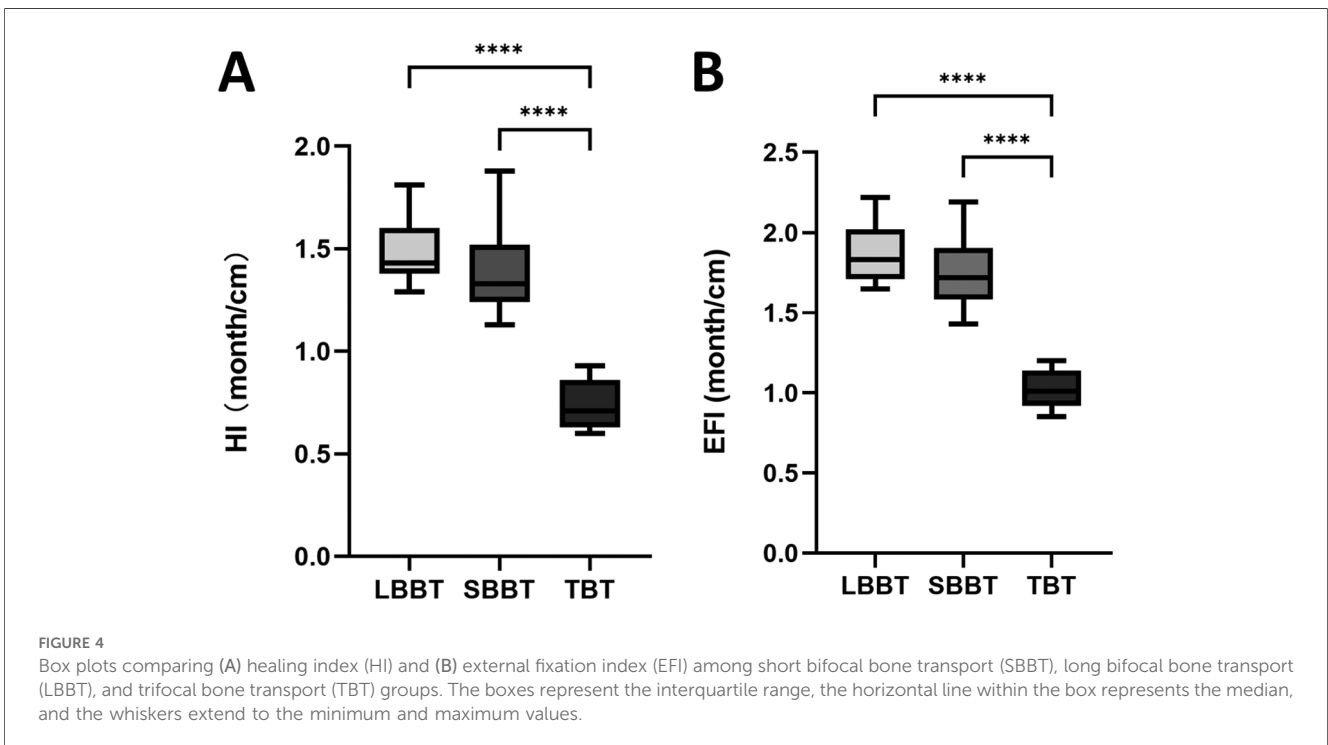 A
****
****
HI（month/cm）
2.0
1.5
1.0
0.5
0.0
LBBT SBBT TBT
B
****
****
EFI (month/cm)
2.5
2.0
1.5
1.0
0.5
0.0
LBBT SBBT TBT
FIGURE 4
Box plots comparing (A) healing index (HI) and (B) external fixation index (EFI) among short bifocal bone transport (SBBT), long bifocal bone transport
(LBBT), and trifocal bone transport (TBT) groups. The boxes represent the interquartile range, the horizontal line within the box represents the median,
and the whiskers extend to the minimum and maximum values.